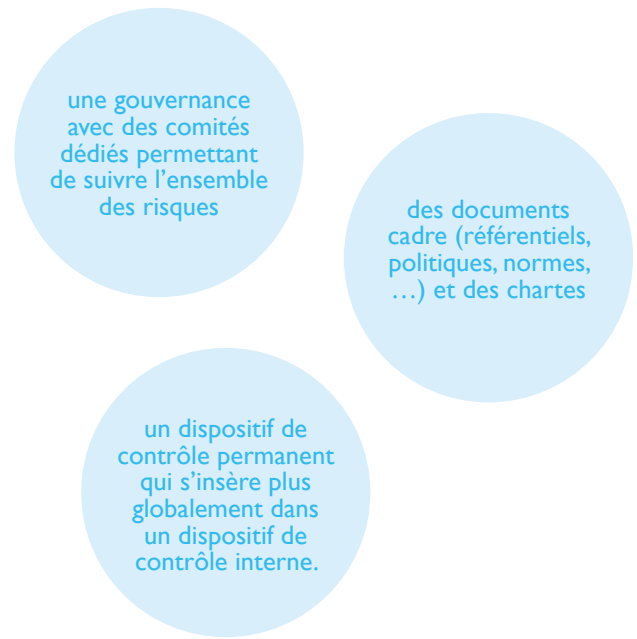 une gouvernance
avec des comités
dédiés permettant
de suivre l’ensemble
des risques
des documents
cadre (référentiels,
politiques, normes,
…) et des chartes
un dispositif de
contrôle permanent
qui s’insère plus
globalement dans
un dispositif de
contrôle interne.